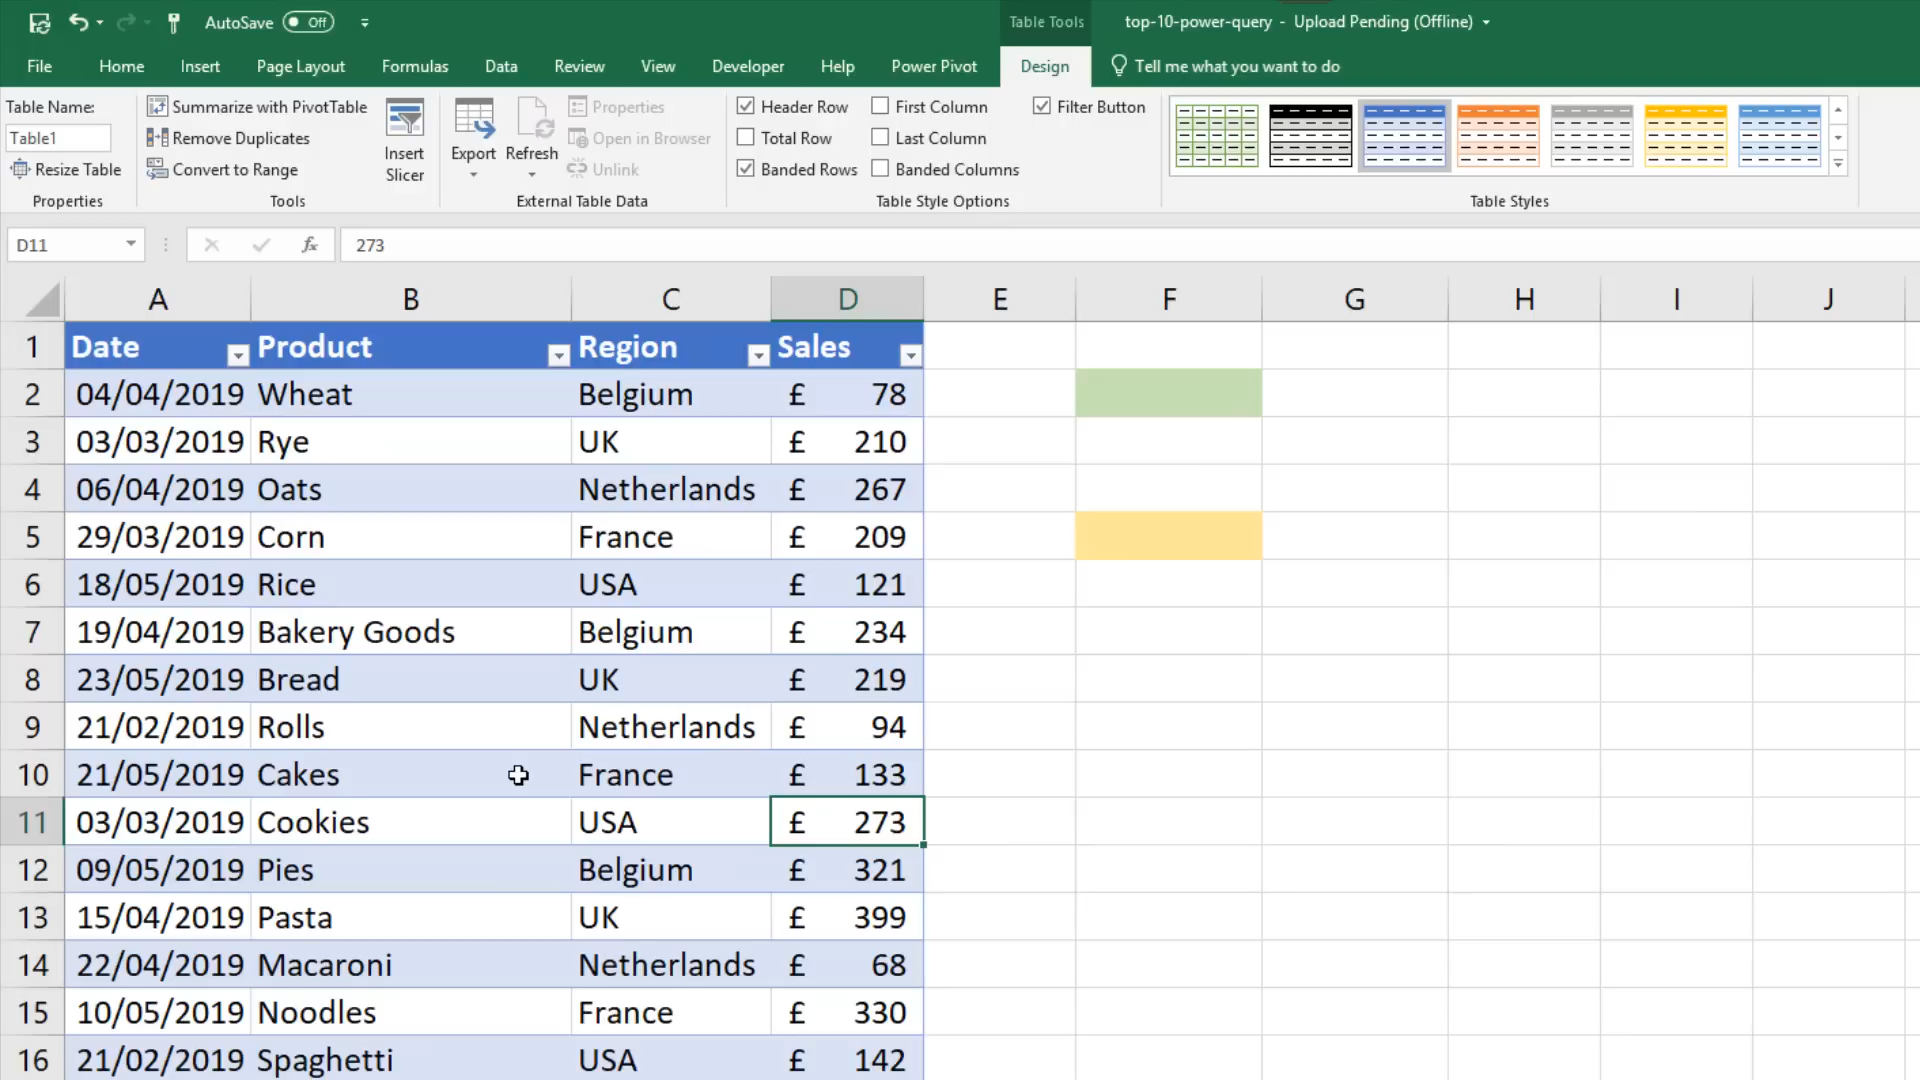 AutoSave Off
Table Tools
top-10-power-query - Upload Pending (Offline)
File Home Insert Page Layout Formulas Data Review View Developer Help Power Pivot Design Tell me what you want to do
Table Name: Summarize with PivotTable Properties Header Row First Column Filter Button
Table1 Remove Duplicates Open in Browser Total Row Last Column
Resize Table Convert to Range Unlink Banded Rows Banded Columns
Insert Slicer
Export Refresh
Properties Tools External Table Data Table Style Options Table Styles
D11 fx 273
A B C D E F G H I J
1 Date Product Region Sales
2 04/04/2019 Wheat Belgium £ 78
3 03/03/2019 Rye UK £ 210
4 06/04/2019 Oats Netherlands £ 267
5 29/03/2019 Corn France £ 209
6 18/05/2019 Rice USA £ 121
7 19/04/2019 Bakery Goods Belgium £ 234
8 23/05/2019 Bread UK £ 219
9 21/02/2019 Rolls Netherlands £ 94
10 21/05/2019 Cakes France £ 133
11 03/03/2019 Cookies USA £ 273
12 09/05/2019 Pies Belgium £ 321
13 15/04/2019 Pasta UK £ 399
14 22/04/2019 Macaroni Netherlands £ 68
15 10/05/2019 Noodles France £ 330
16 21/02/2019 Spaghetti USA £ 142